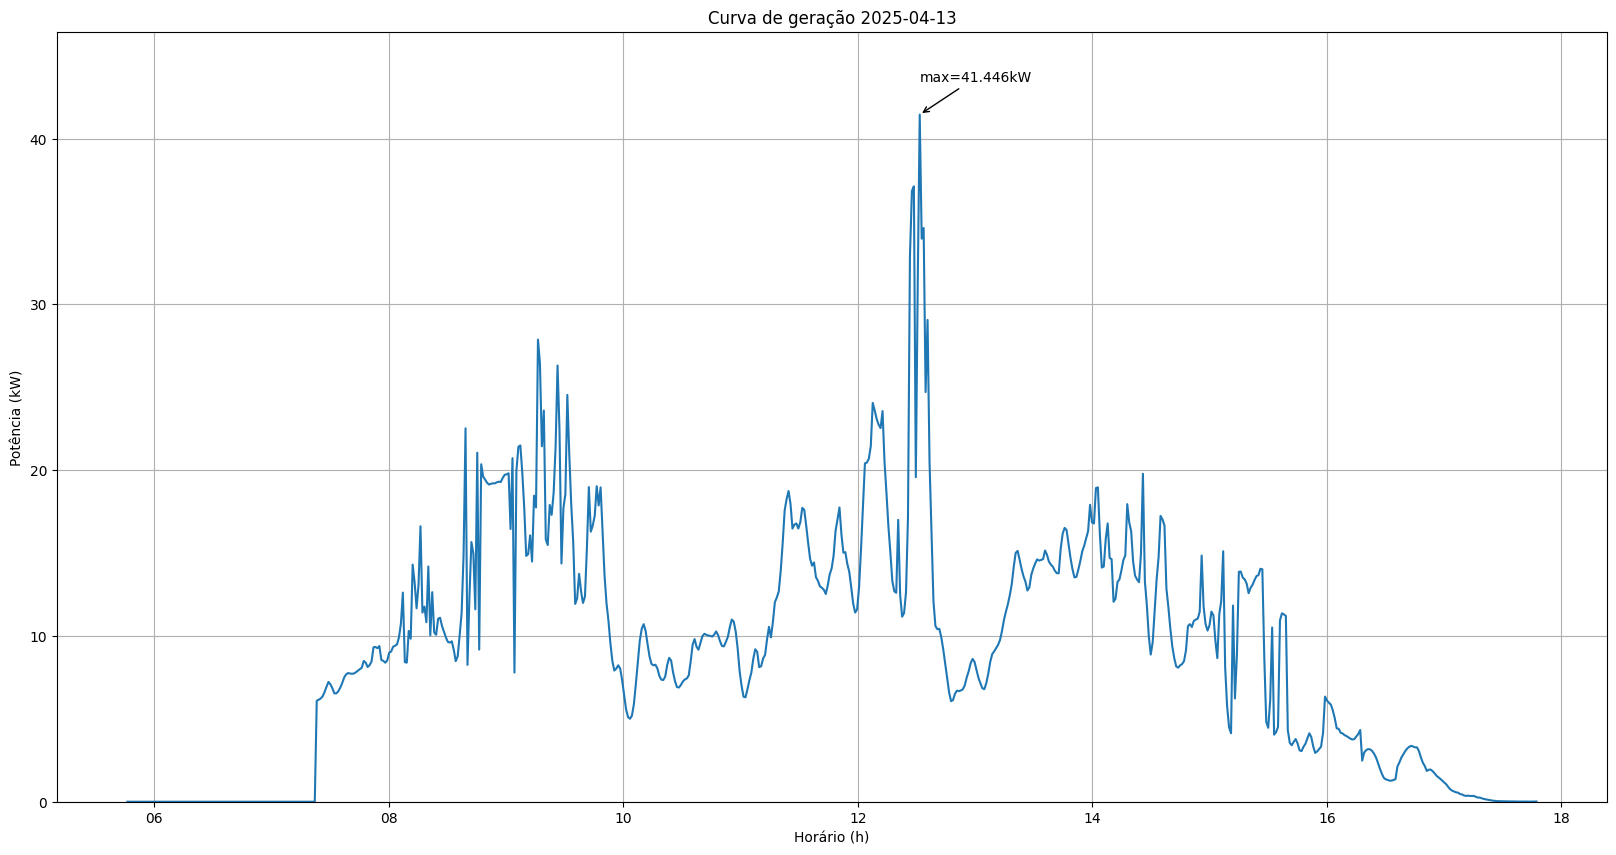 Curva de geração 2025-04-13
max=41.446kW
Potência (kW)
40
30
20
10
0
06 08 10 12 14 16 18
Horário (h)